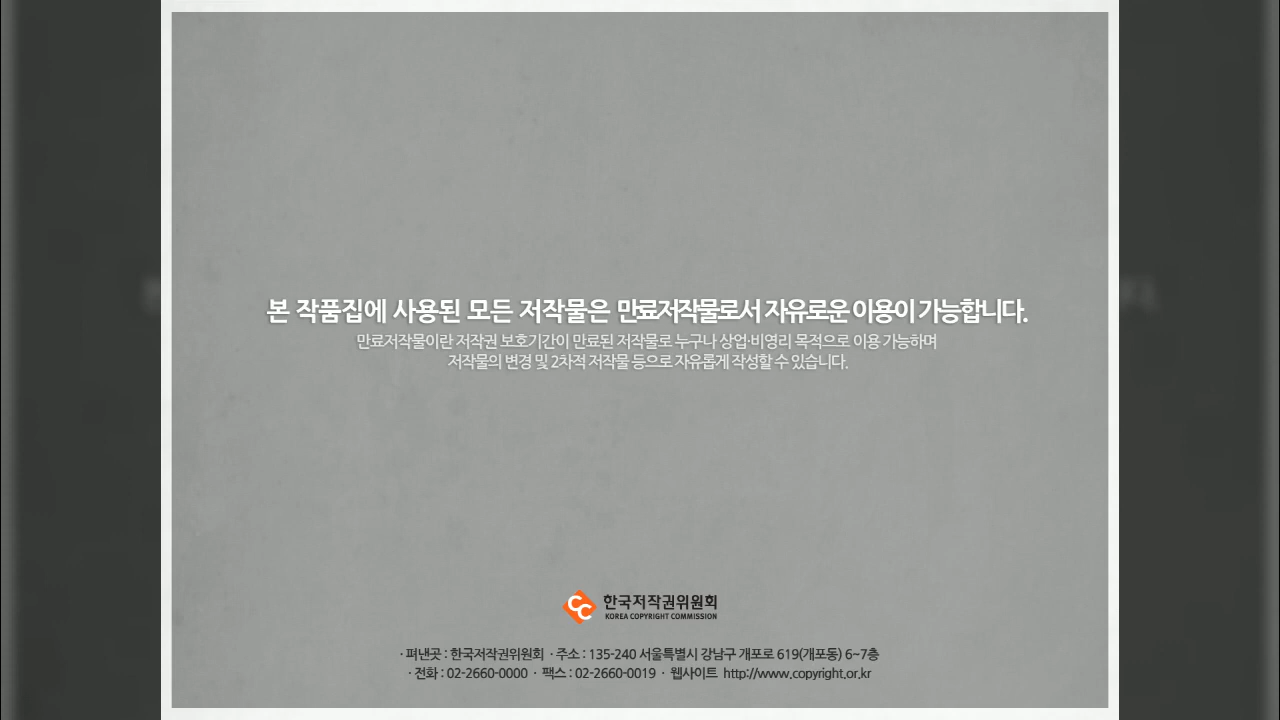 본 작품집에 사용된 모든 저작물은 만료저작물로서 자유로운 이용이 가능합니다.
만료저작물이란 저작권 보호기간이 만료된 저작물로 누구나 상업·비영리 목적으로 이용 가능하며
저작물의 변경 및 2차적 저작물 등으로 자유롭게 작성할 수 있습니다.
CC 한국저작권위원회
KOREA COPYRIGHT COMMISSION
· 펴낸곳 : 한국저작권위원회 · 주소 : 135-240 서울특별시 강남구 개포로 619(개포동) 6~7층
· 전화 : 02-2660-0000 · 팩스 : 02-2660-0019 · 웹사이트 http://www.copyright.or.kr